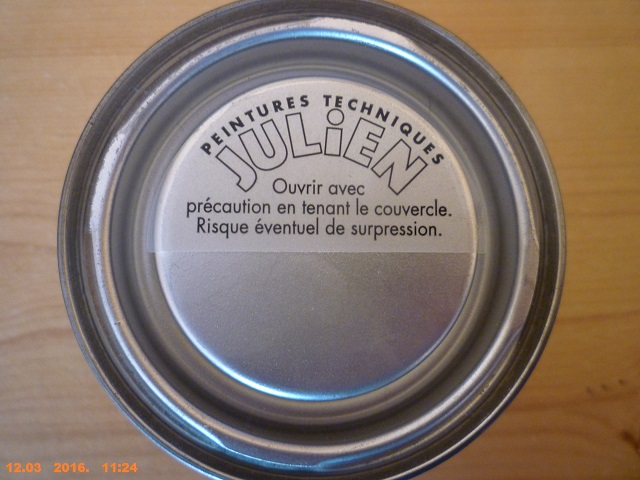 PEINTURES TECHNIQUES
JULiEN
Ouvrir avec
précaution en tenant le couvercle.
Risque éventuel de surpression.
12.03 2016. 11:24